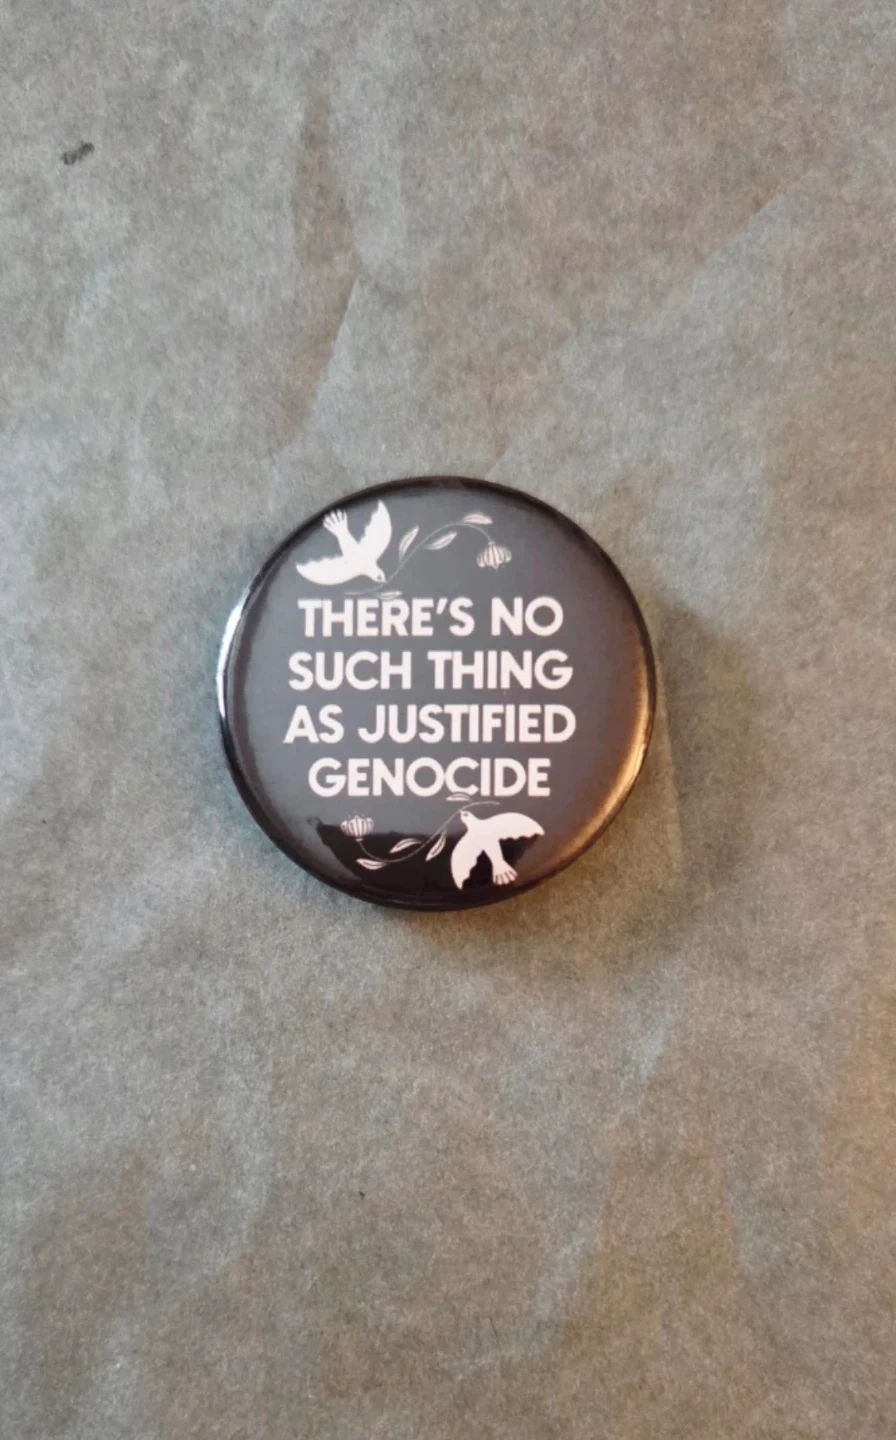 THERE'S NO
SUCH THING
AS JUSTIFIED
GENOCIDE